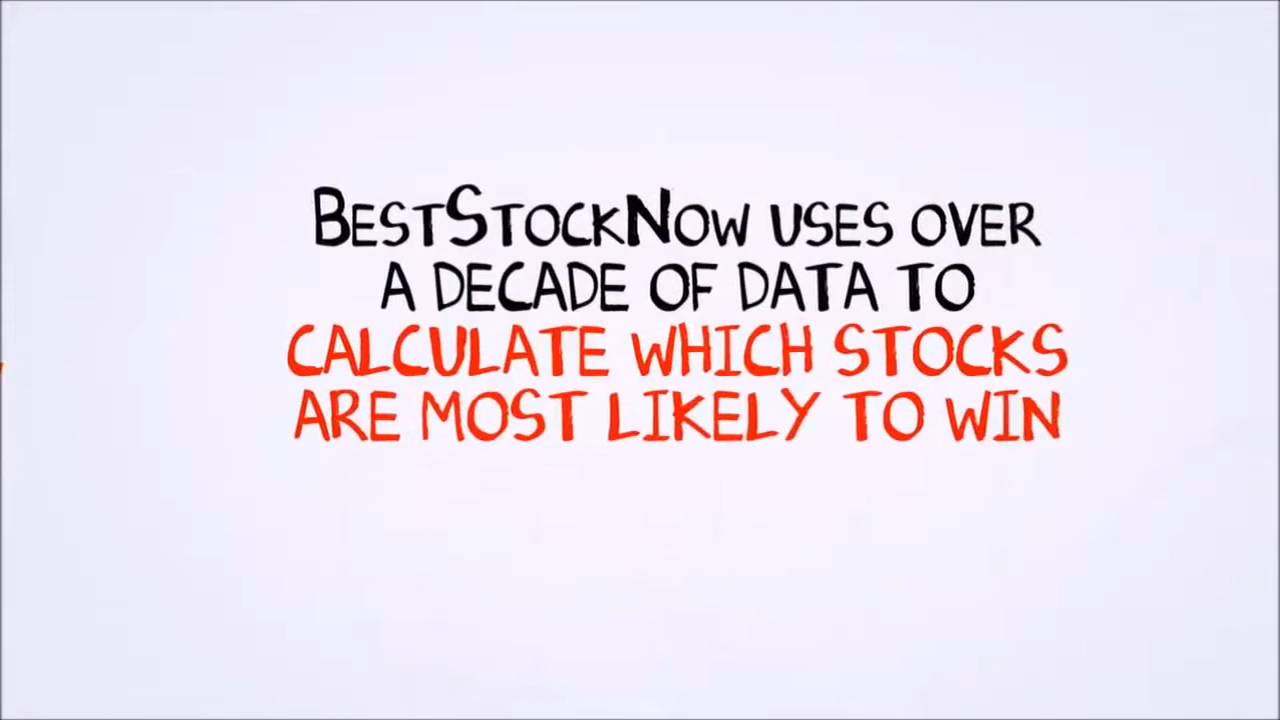 BestStockNow uses over
a decade of data to
calculate which stocks
are most likely to win